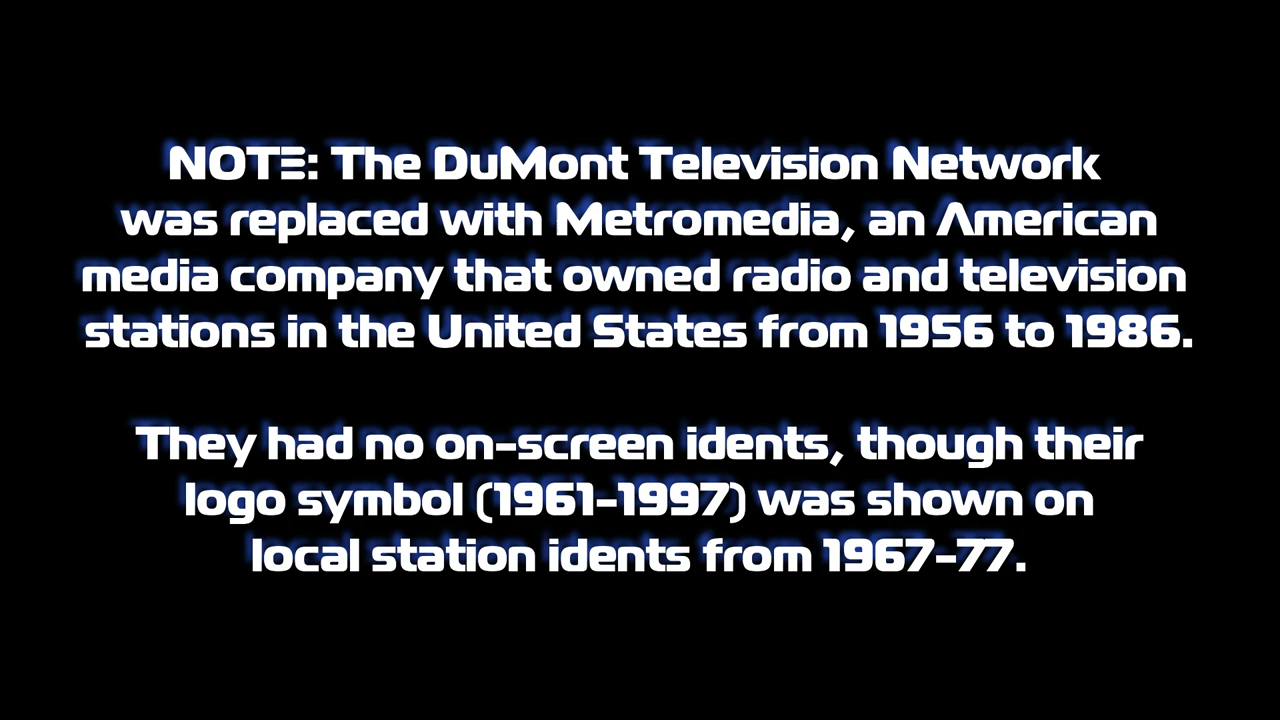 NOTE: The DuMont Television Network
was replaced with Metromedia, an American
media company that owned radio and television
stations in the United States from 1956 to 1986.
They had no on-screen idents, though their
logo symbol (1961-1997) was shown on
local station idents from 1967-77.